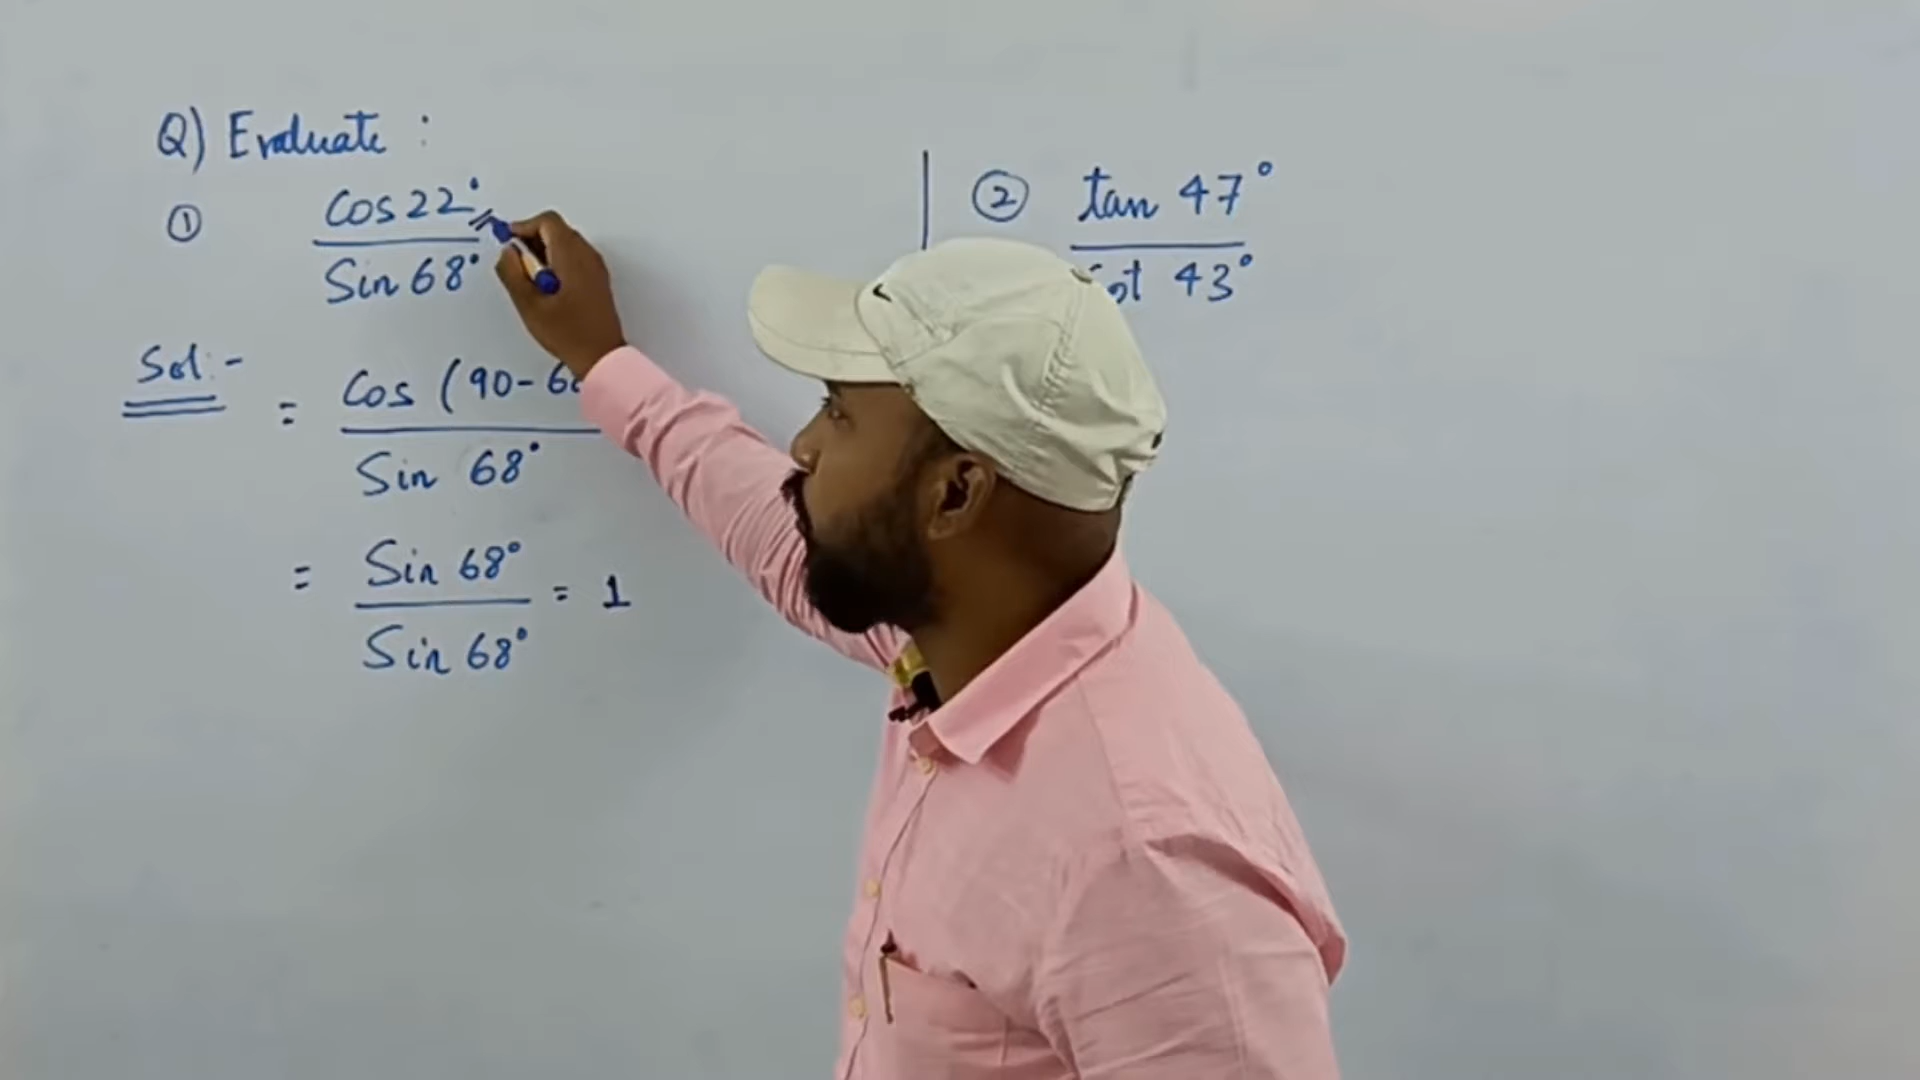 Q) Evaluate :
① Cos 22°
Sin 68°
Sol:-
= Cos (90-6
Sin 68°
= Sin 68° = 1
Sin 68°
② tan 47°
43°